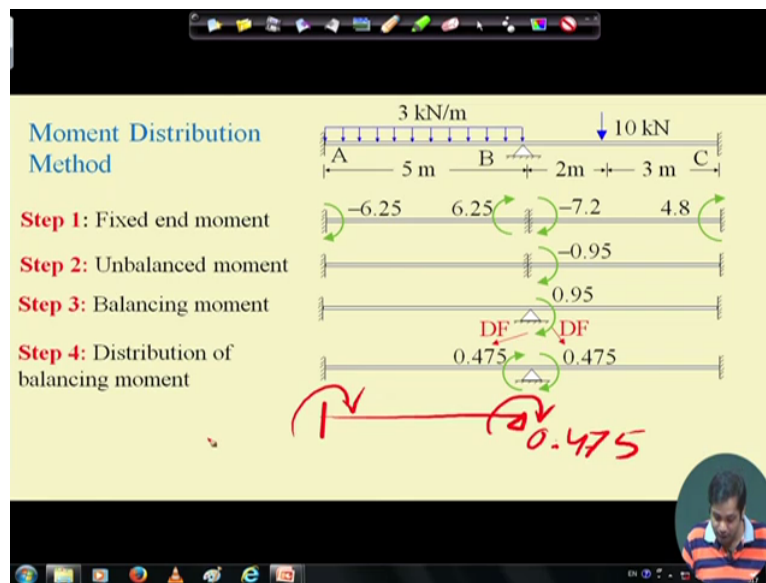 3 kN/m
10 kN
Moment Distribution
Method
A
B
C
5 m
2m
3 m
Step 1: Fixed end moment
−6.25
6.25
−7.2
4.8
Step 2: Unbalanced moment
−0.95
Step 3: Balancing moment
0.95
DF
DF
Step 4: Distribution of
balancing moment
0.475
0.475
0.475
EN